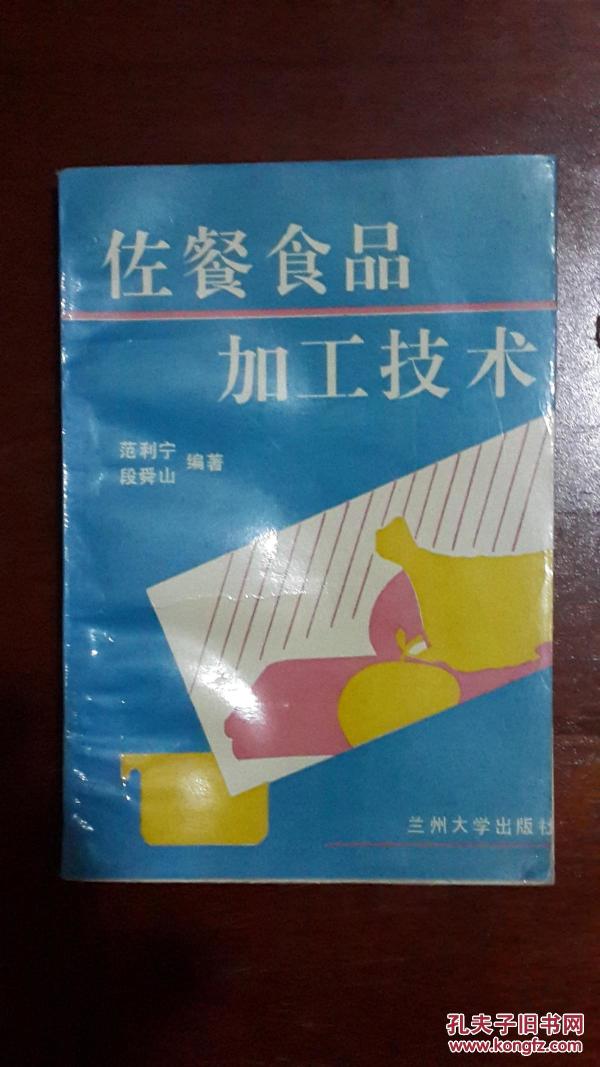 佐餐食品
加工技术
范利宁
段舜山
编著
兰州大学出版社
孔夫子旧书网
www.kongfz.com